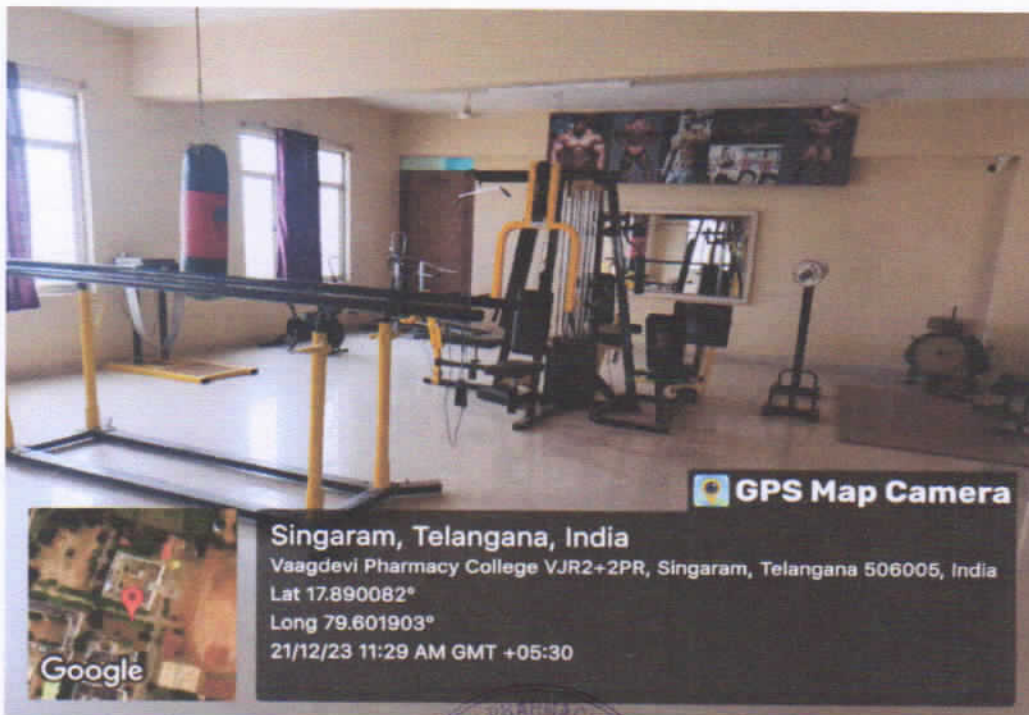 GPS Map Camera
Singaram, Telangana, India
Vaagdevi Pharmacy College VJR2+2PR, Singaram, Telangana 506005, India
Lat 17.890082°
Long 79.601903°
21/12/23 11:29 AM GMT +05:30
Google